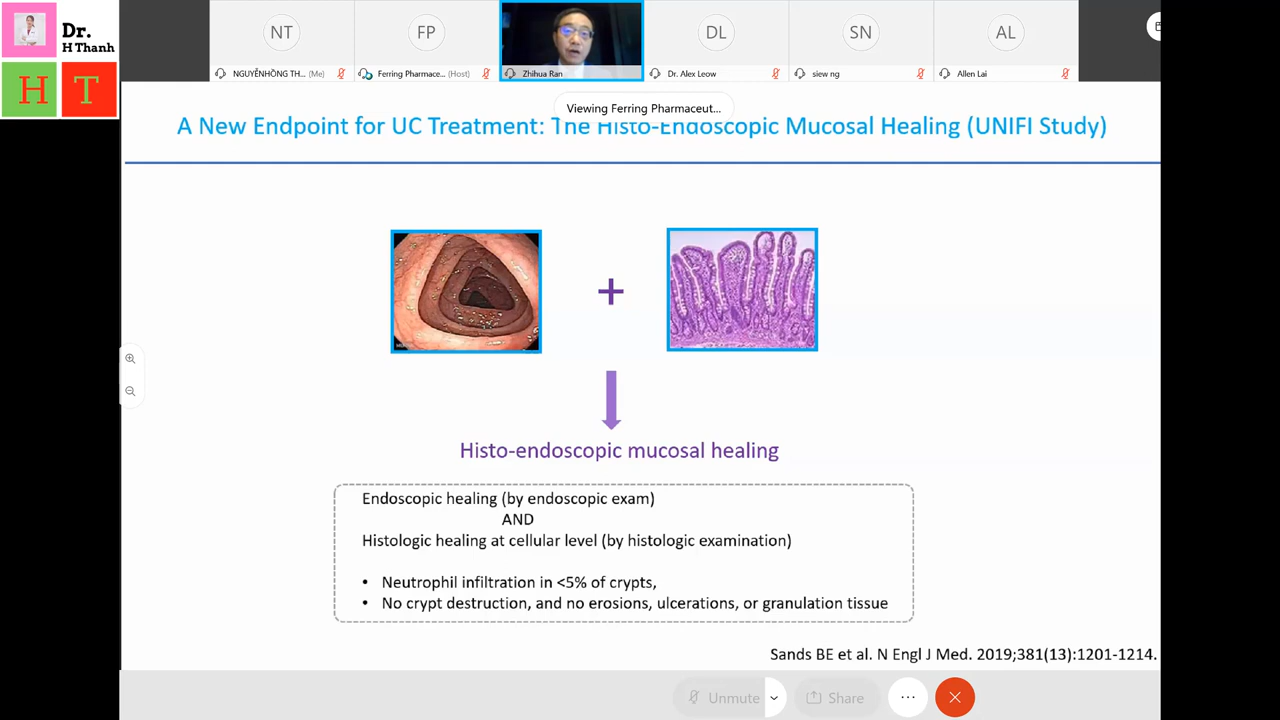 Dr.
H Thanh
H T
NT
FP
DL
SN
AL
NGUYỄNHỒNG TH... (Me)
Ferring Pharmace... (Host)
Zhihua Ran
Dr. Alex Leow
siew ng
Allen Lai
Viewing Ferring Pharmaceut...
A New Endpoint for UC Treatment: The Histo-Endoscopic Mucosal Healing (UNIFI Study)
+
Histo-endoscopic mucosal healing
Endoscopic healing (by endoscopic exam)
AND
Histologic healing at cellular level (by histologic examination)
• Neutrophil infiltration in <5% of crypts,
• No crypt destruction, and no erosions, ulcerations, or granulation tissue
Sands BE et al. N Engl J Med. 2019;381(13):1201-1214.
Unmute
Share